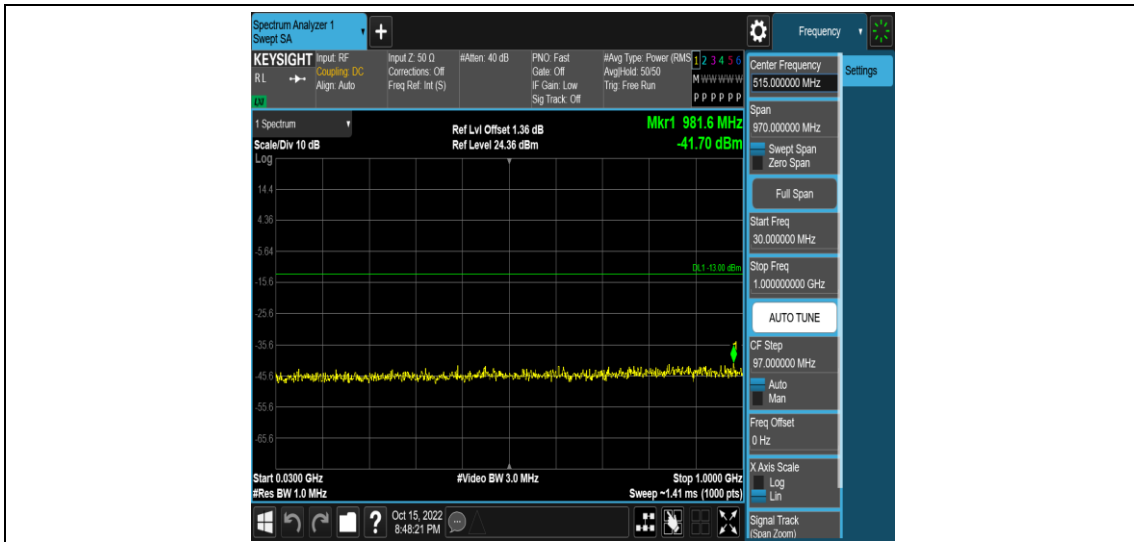 Spectrum Analyzer 1
Swept SA
+
Frequency
KEYSIGHT
RL
LXI
Input: RF
Coupling: DC
Align: Auto
Input Z: 50 Ω
Corrections: Off
Freq Ref: Int (S)
#Atten: 40 dB
PNO: Fast
Gate: Off
IF Gain: Low
Sig Track: Off
#Avg Type: Power (RMS
Avg|Hold: 50/50
Trig: Free Run
1 2 3 4 5 6
M W W W W W
P P P P P P
Center Frequency
515.000000 MHz
Settings
Span
970.000000 MHz
Swept Span
Zero Span
Full Span
Start Freq
30.000000 MHz
Stop Freq
1.000000000 GHz
AUTO TUNE
CF Step
97.000000 MHz
Auto
Man
Freq Offset
0 Hz
X Axis Scale
Log
Lin
Signal Track
(Span Zoom)
1 Spectrum
Scale/Div 10 dB
Ref Lvl Offset 1.36 dB
Ref Level 24.36 dBm
Mkr1 981.6 MHz
-41.70 dBm
Log
14.4
4.36
-5.64
DL1 -13.00 dBm
-15.6
-25.6
-35.6
1
-45.6
-55.6
-65.6
Start 0.0300 GHz
#Video BW 3.0 MHz
Stop 1.0000 GHz
#Res BW 1.0 MHz
Sweep ~1.41 ms (1000 pts)
?
Oct 15, 2022
8:48:21 PM